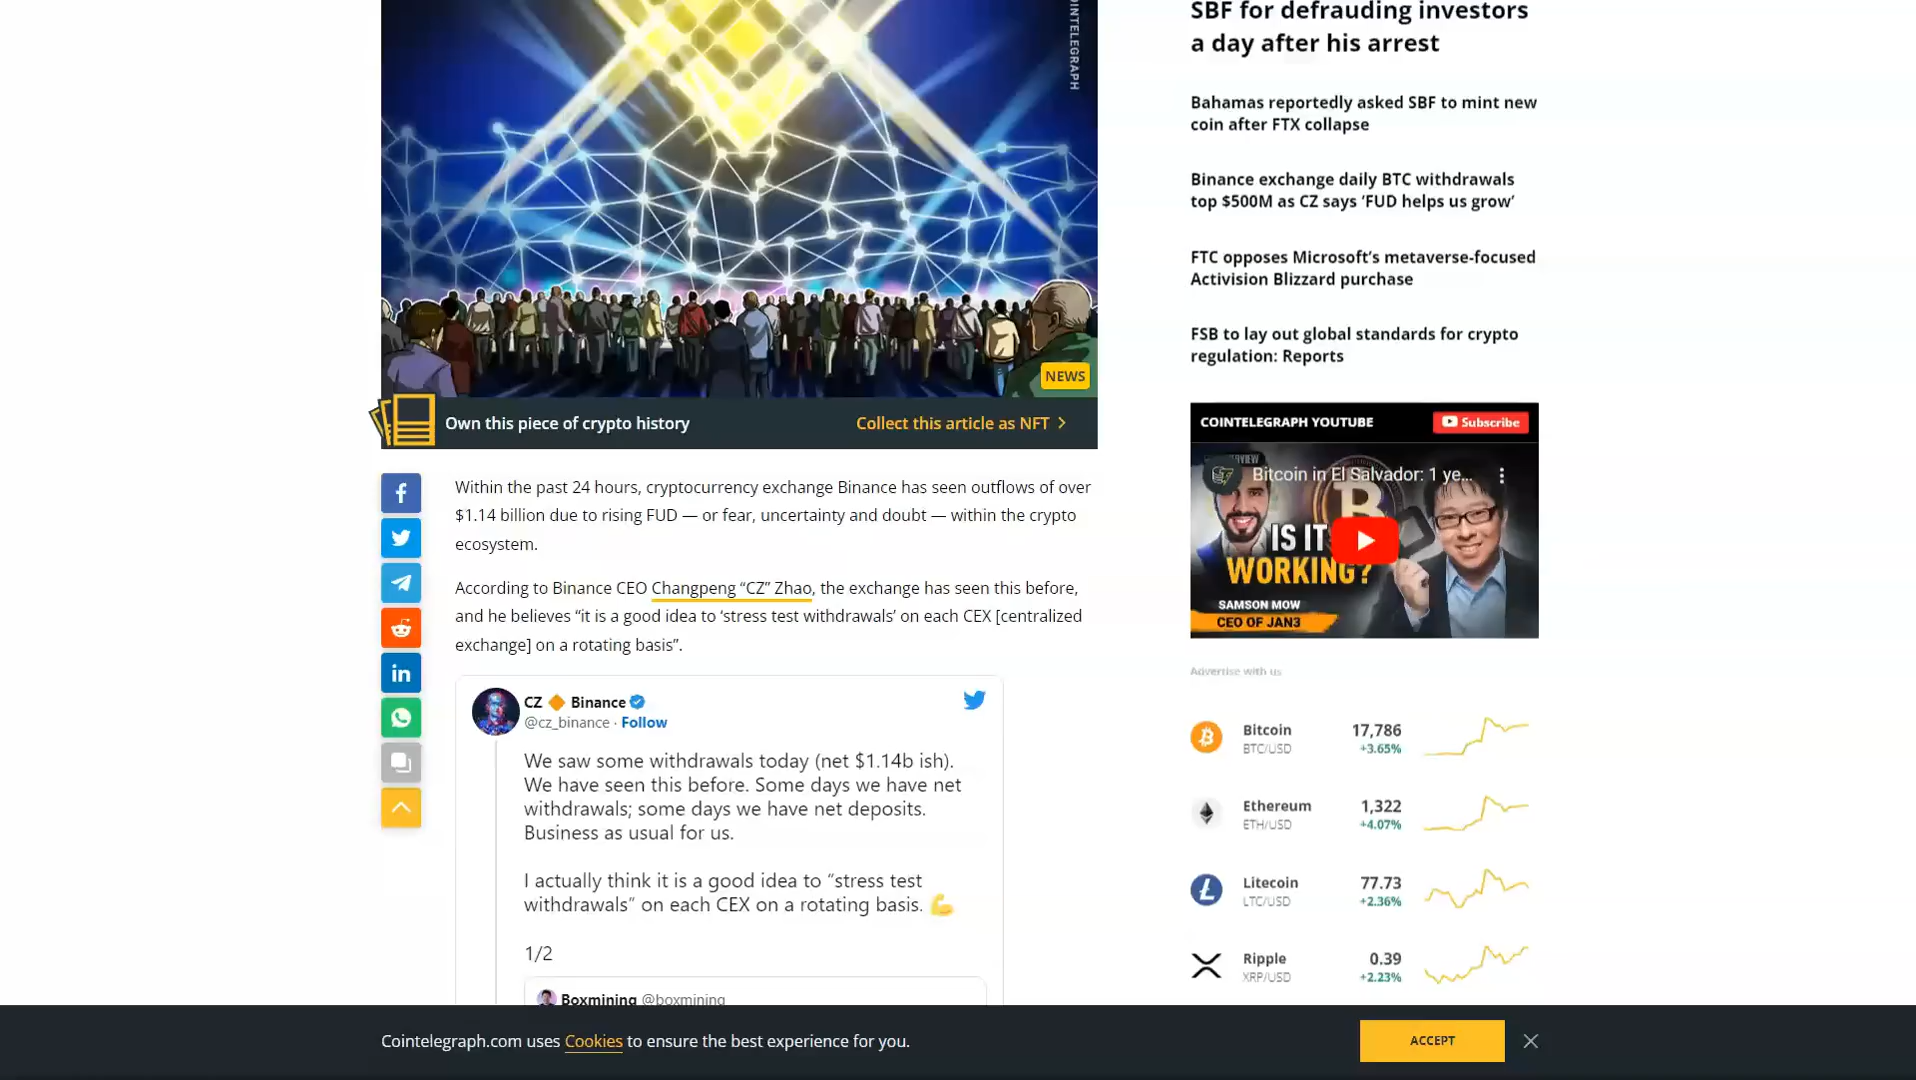 COINTELEGRAPH
NEWS
Own this piece of crypto history
Collect this article as NFT
Within the past 24 hours, cryptocurrency exchange Binance has seen outflows of over
$1.14 billion due to rising FUD — or fear, uncertainty and doubt — within the crypto
ecosystem.
According to Binance CEO Changpeng “CZ” Zhao, the exchange has seen this before,
and he believes “it is a good idea to ‘stress test withdrawals’ on each CEX [centralized
exchange] on a rotating basis”.
CZ 🔶 Binance
@cz_binance · Follow
We saw some withdrawals today (net $1.14b ish).
We have seen this before. Some days we have net
withdrawals; some days we have net deposits.
Business as usual for us.
I actually think it is a good idea to “stress test
withdrawals” on each CEX on a rotating basis. 💪
1/2
Boxmining @boxmining
SBF for defrauding investors
a day after his arrest
Bahamas reportedly asked SBF to mint new
coin after FTX collapse
Binance exchange daily BTC withdrawals
top $500M as CZ says ‘FUD helps us grow’
FTC opposes Microsoft’s metaverse-focused
Activision Blizzard purchase
FSB to lay out global standards for crypto
regulation: Reports
COINTELEGRAPH YOUTUBE
Subscribe
Bitcoin in El Salvador: 1 ye...
IS IT
WORKING?
SAMSON MOW
CEO OF JAN3
Advertise with us
Bitcoin 17,786
BTC/USD +3.65%
Ethereum 1,322
ETH/USD +4.07%
Litecoin 77.73
LTC/USD +2.36%
Ripple 0.39
XRP/USD +2.23%
Cointelegraph.com uses Cookies to ensure the best experience for you.
ACCEPT